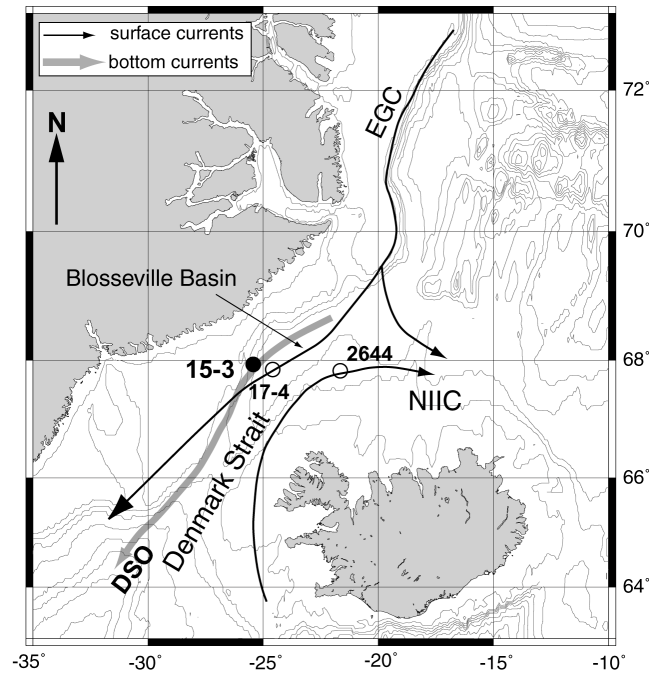 surface currents
bottom currents
N
EGC
72°
70°
Blosseville Basin
68°
2644
15-3
17-4
NIIC
Denmark Strait
66°
DSO
64°
-35° -30° -25° -20° -15° -10°